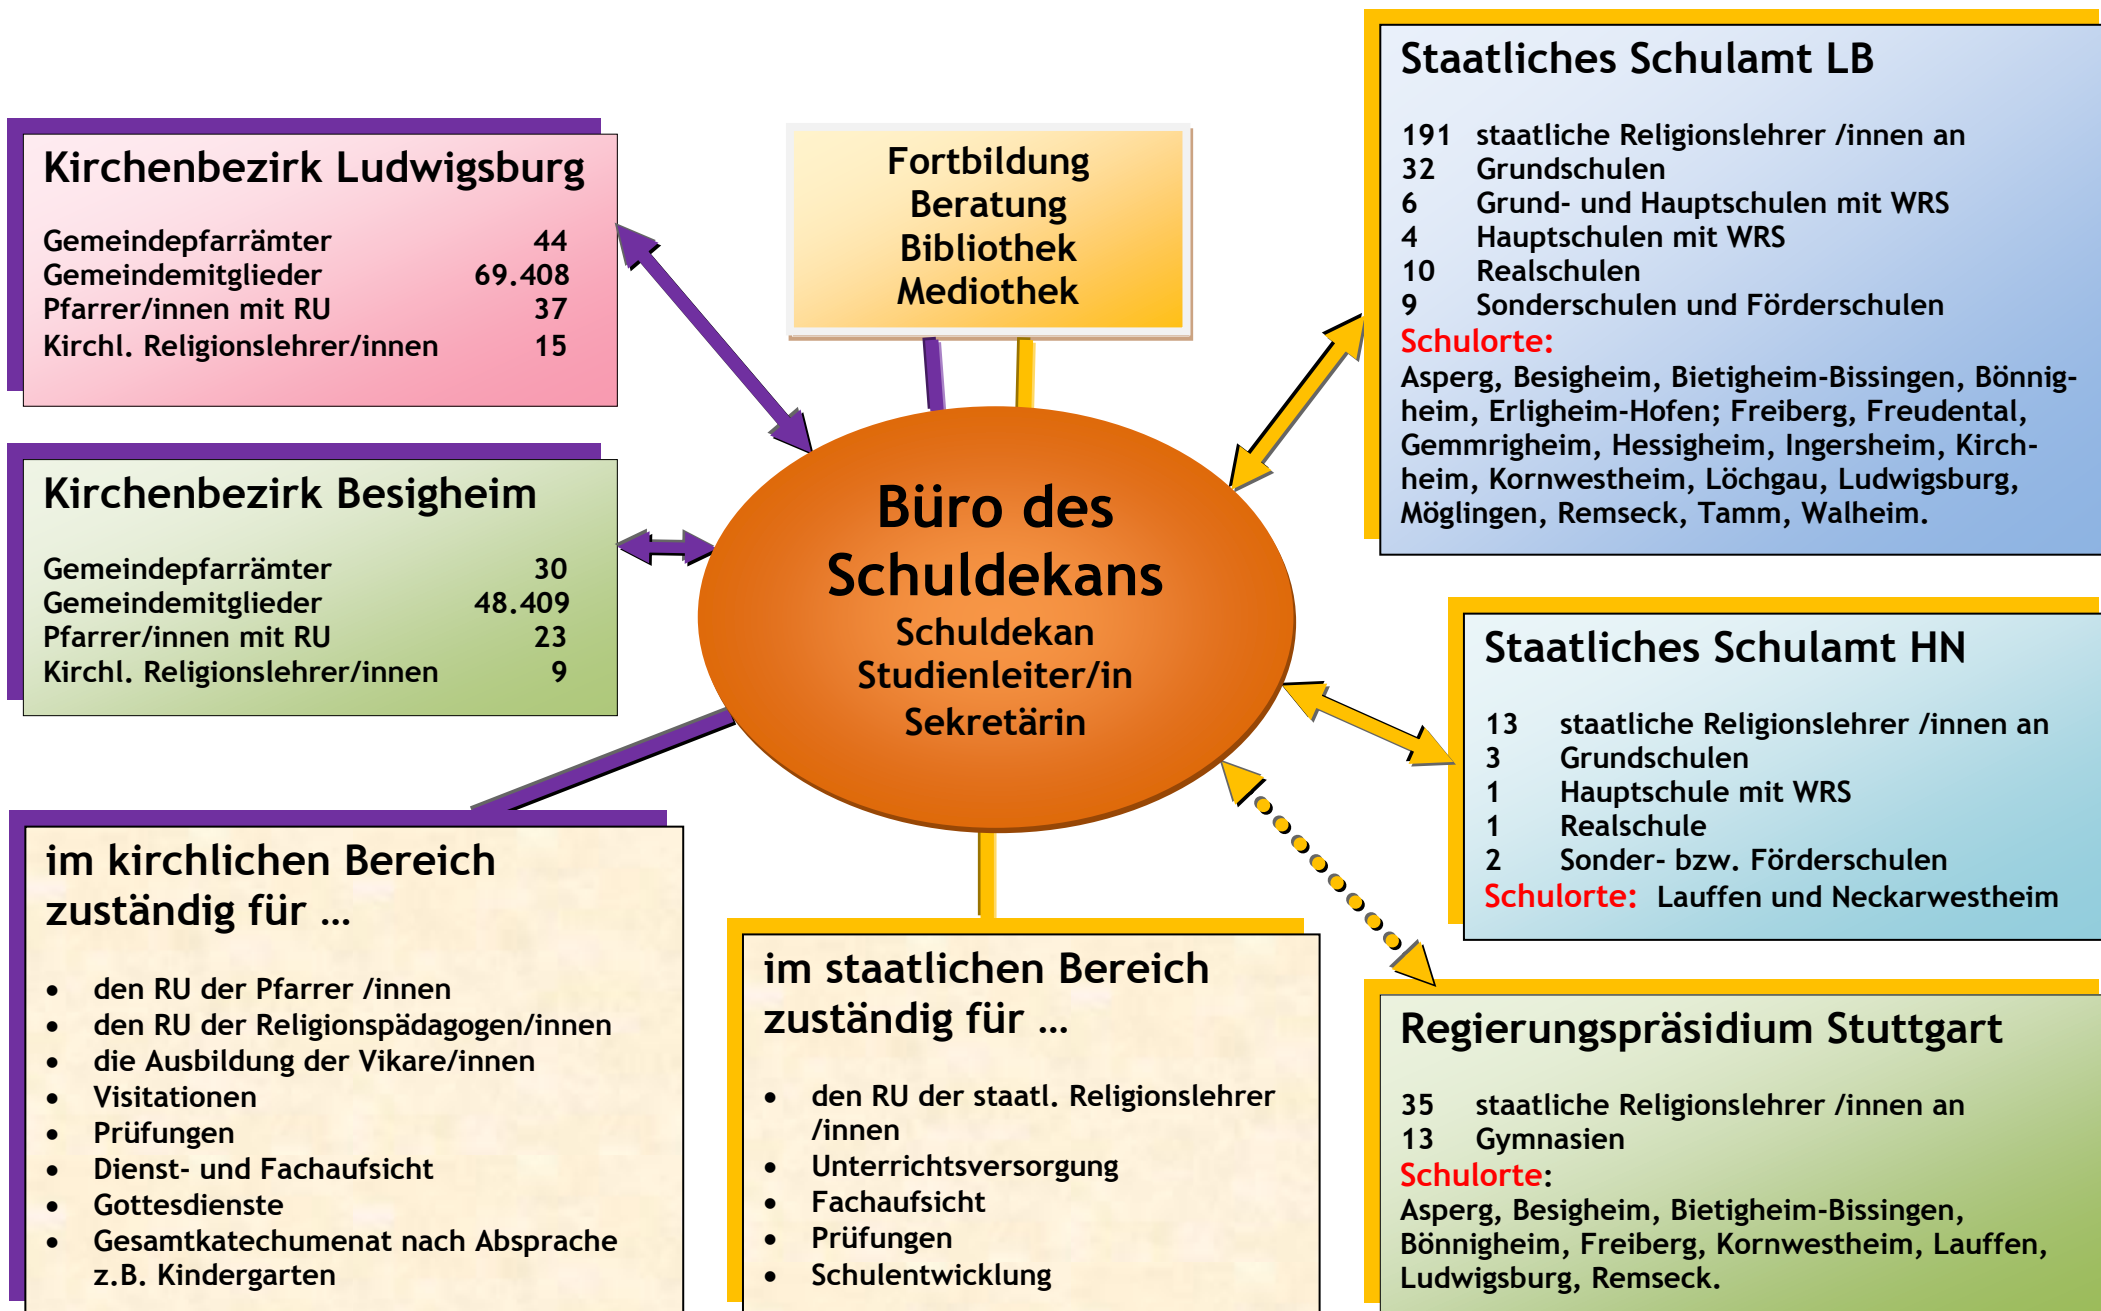 Kirchenbezirk Ludwigsburg
Gemeindepfarrämter 44
Gemeindemitglieder 69.408
Pfarrer/innen mit RU 37
Kirchl. Religionslehrer/innen 15
Kirchenbezirk Besigheim
Gemeindepfarrämter 30
Gemeindemitglieder 48.409
Pfarrer/innen mit RU 23
Kirchl. Religionslehrer/innen 9
im kirchlichen Bereich
zuständig für …
• den RU der Pfarrer /innen
• den RU der Religionspädagogen/innen
• die Ausbildung der Vikare/innen
• Visitationen
• Prüfungen
• Dienst- und Fachaufsicht
• Gottesdienste
• Gesamtkatechumenat nach Absprache
z.B. Kindergarten
Fortbildung
Beratung
Bibliothek
Mediothek
Büro des
Schuldekans
Schuldekan
Studienleiter/in
Sekretärin
im staatlichen Bereich
zuständig für …
• den RU der staatl. Religionslehrer
/innen
• Unterrichtsversorgung
• Fachaufsicht
• Prüfungen
• Schulentwicklung
Staatliches Schulamt LB
191 staatliche Religionslehrer /innen an
32 Grundschulen
6 Grund- und Hauptschulen mit WRS
4 Hauptschulen mit WRS
10 Realschulen
9 Sonderschulen und Förderschulen
Schulorte:
Asperg, Besigheim, Bietigheim-Bissingen, Bönnig-
heim, Erligheim-Hofen; Freiberg, Freudental,
Gemmrigheim, Hessigheim, Ingersheim, Kirch-
heim, Kornwestheim, Löchgau, Ludwigsburg,
Möglingen, Remseck, Tamm, Walheim.
Staatliches Schulamt HN
13 staatliche Religionslehrer /innen an
3 Grundschulen
1 Hauptschule mit WRS
1 Realschule
2 Sonder- bzw. Förderschulen
Schulorte: Lauffen und Neckarwestheim
Regierungspräsidium Stuttgart
35 staatliche Religionslehrer /innen an
13 Gymnasien
Schulorte:
Asperg, Besigheim, Bietigheim-Bissingen,
Bönnigheim, Freiberg, Kornwestheim, Lauffen,
Ludwigsburg, Remseck.